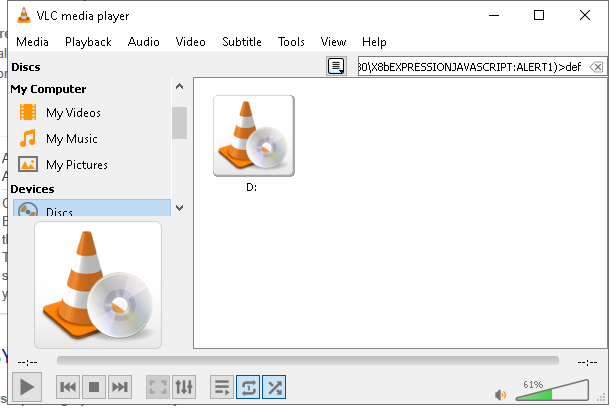 VLC media player
Media Playback Audio Video Subtitle Tools View Help
Discs
\X8bEXPRESSIONJAVASCRIPT:ALERT1)>def
My Computer
My Videos
My Music
My Pictures
Devices
Discs
D:
--:-- --:--
61%